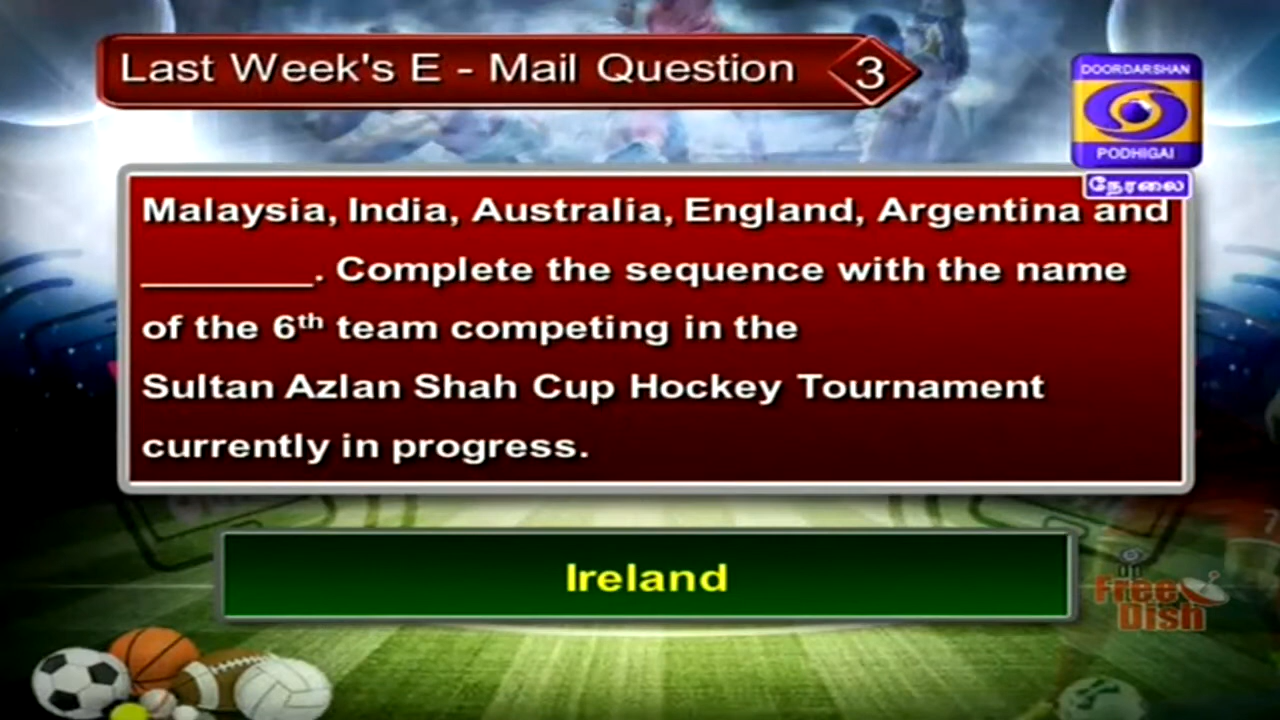 Last Week's E - Mail Question 3
DOORDARSHAN
PODHIGAI
நேரலை
Malaysia, India, Australia, England, Argentina and
________. Complete the sequence with the name
of the 6th team competing in the
Sultan Azlan Shah Cup Hockey Tournament
currently in progress.
Ireland
on
Free
Dish